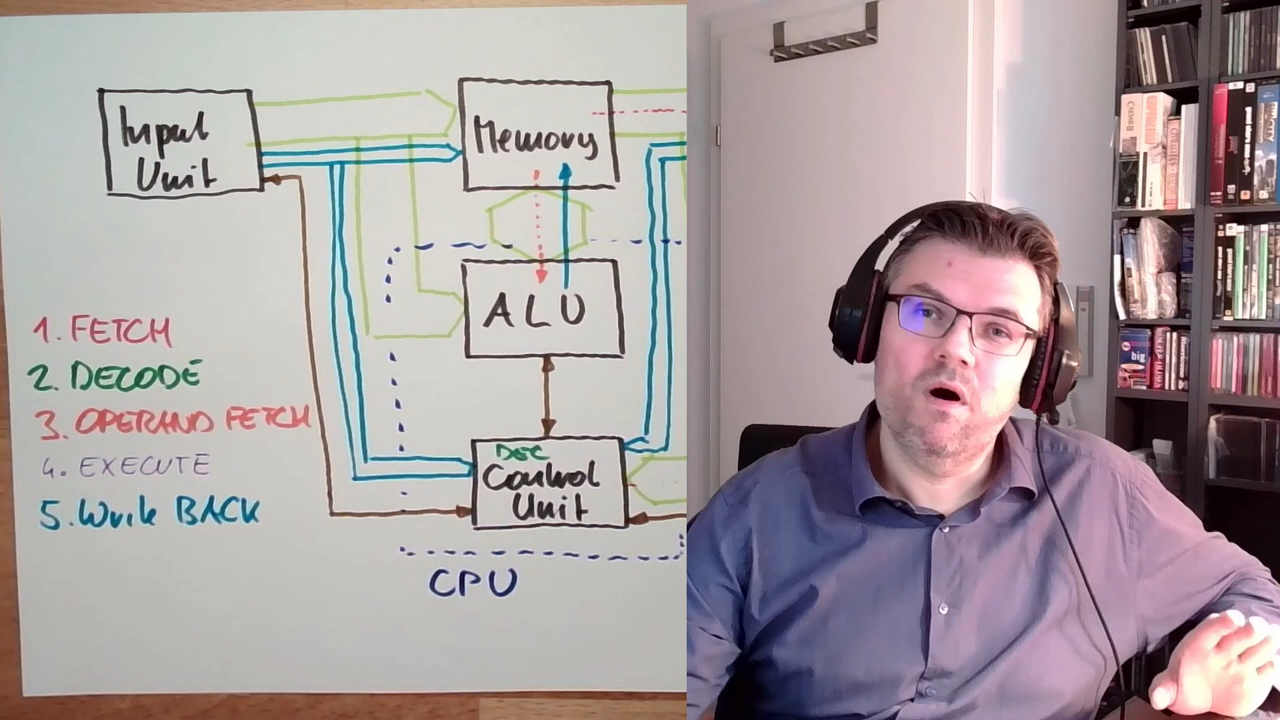 Input
Unit
Memory
ALU
1. FETCH
2. DECODE
3. OPERAND FETCH
4. EXECUTE
5. Write BACK
DEC
Control
Unit
CPU
big